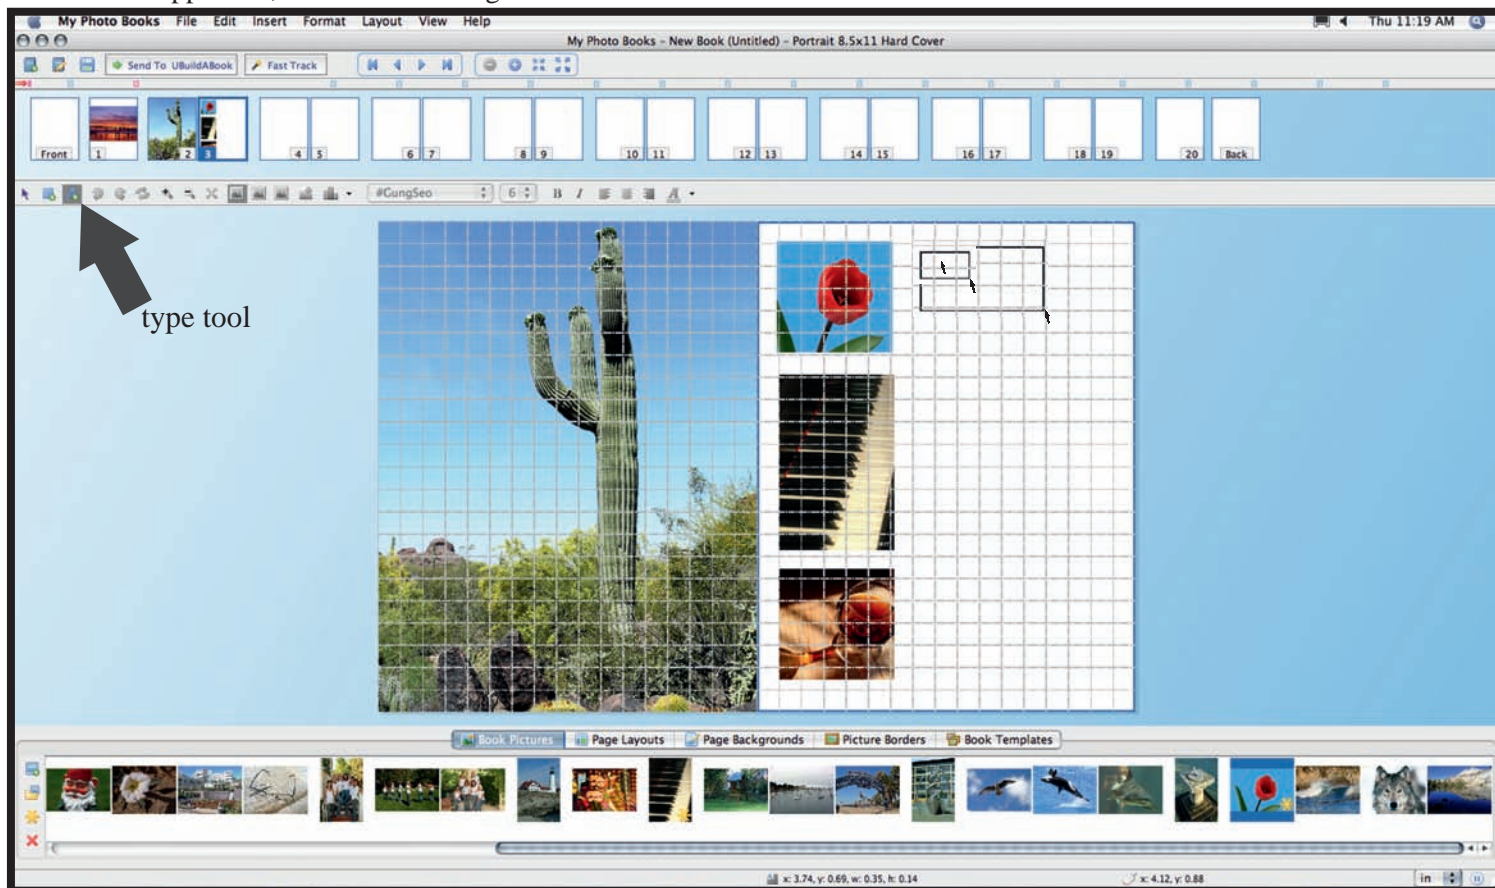 My Photo Books File Edit Insert Format Layout View Help Thu 11:19 AM
My Photo Books - New Book (Untitled) - Portrait 8.5x11 Hard Cover
Send To UBuildABook Fast Track
Front 1 2 3 4 5 6 7 8 9 10 11 12 13 14 15 16 17 18 19 20 Back
#GungSeo 6 B I A
type tool
Book Pictures Page Layouts Page Backgrounds Picture Borders Book Templates
x: 3.74, y: 0.69, w: 0.35, h: 0.14 x: 4.12, y: 0.88 in